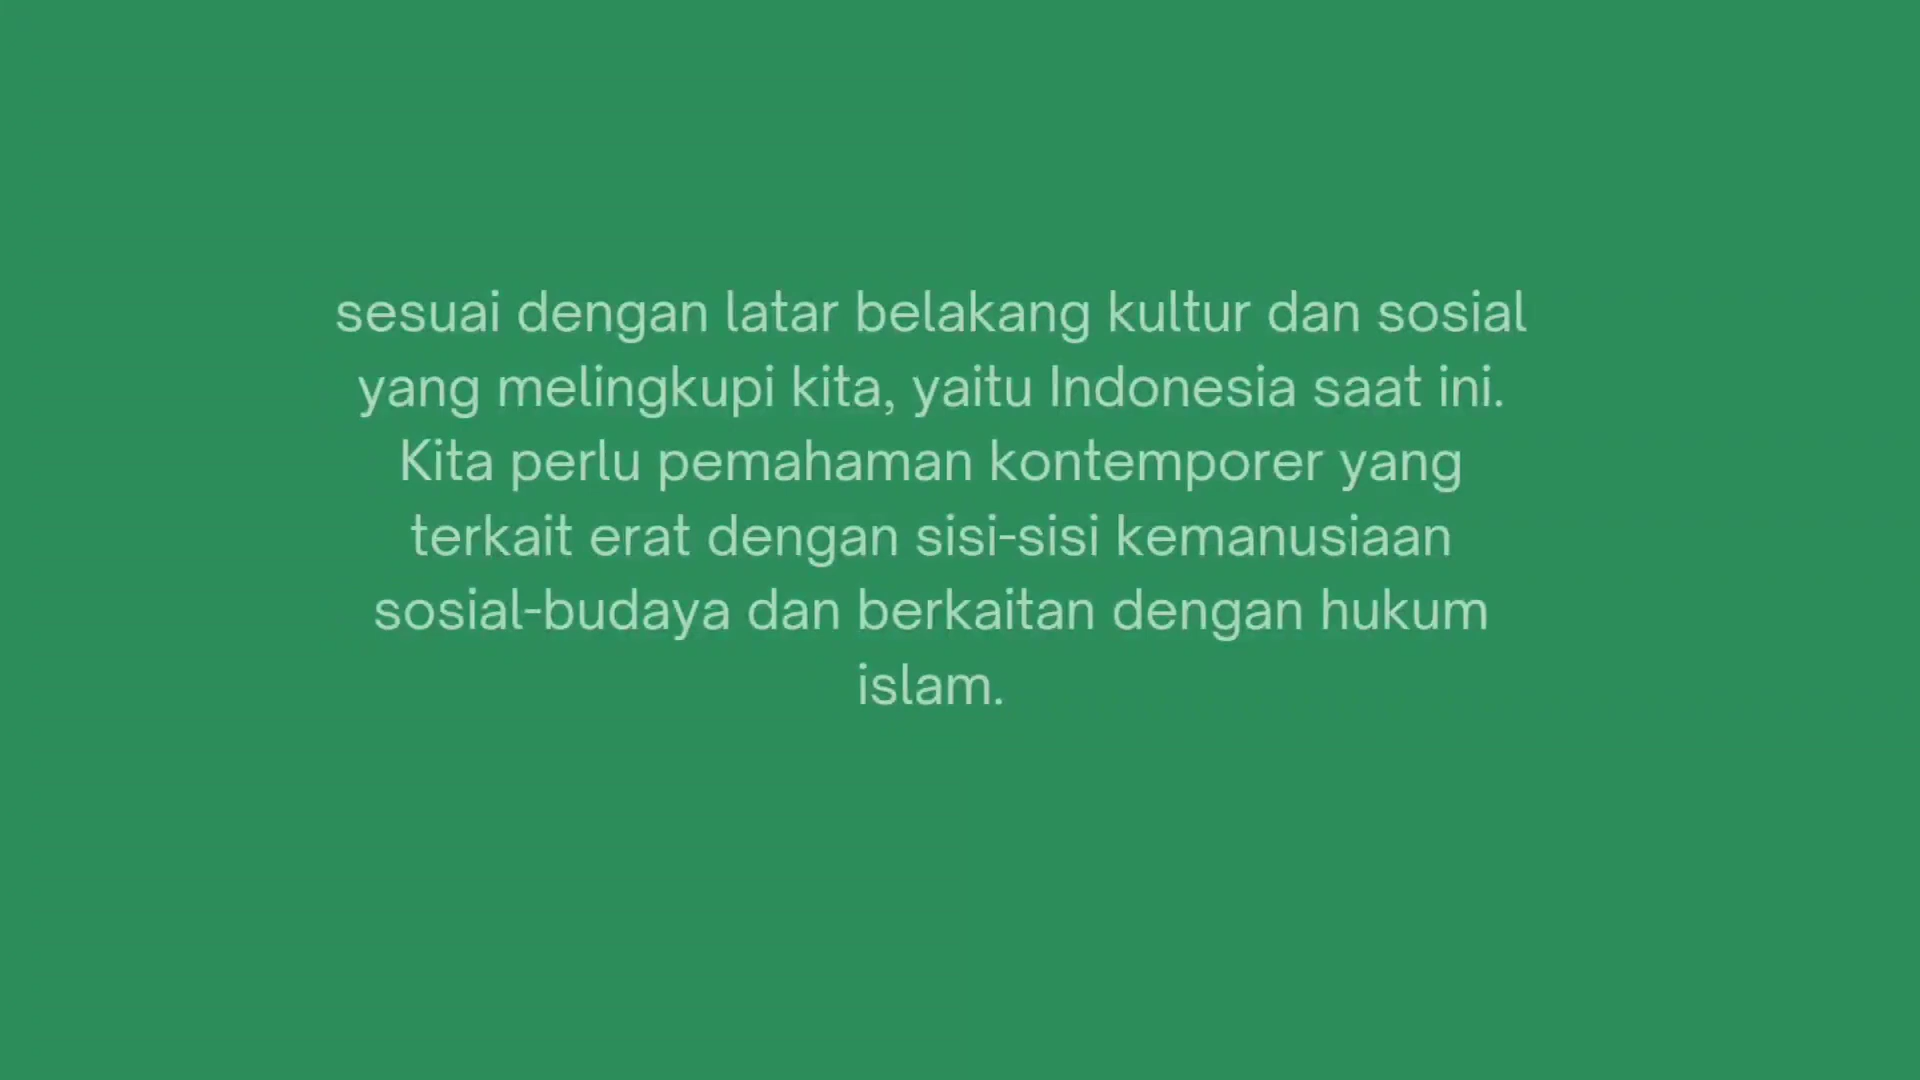 sesuai dengan latar belakang kultur dan sosial
yang melingkupi kita, yaitu Indonesia saat ini.
Kita perlu pemahaman kontemporer yang
terkait erat dengan sisi-sisi kemanusiaan
sosial-budaya dan berkaitan dengan hukum
islam.